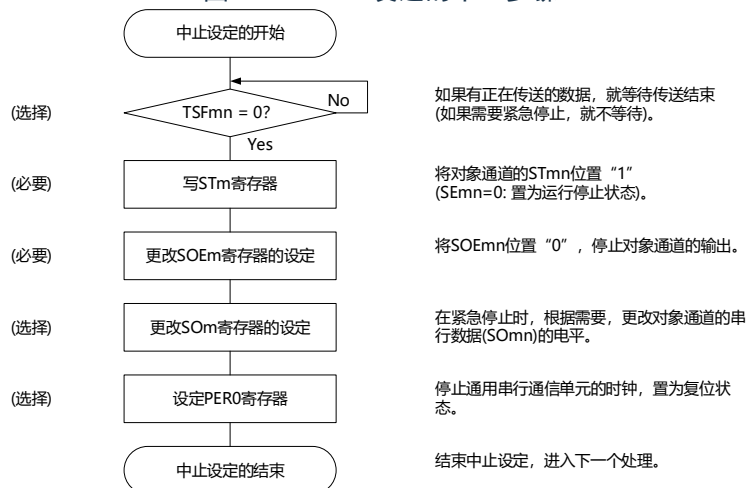 中止设定的开始
(选择)
TSFmn = 0?
No
如果有正在传送的数据，就等待传送结束
(如果需要紧急停止，就不等待)。
Yes
(必要)
写STm寄存器
将对象通道的STmn位置“1”
(SEmn=0: 置为运行停止状态)。
(必要)
更改SOEm寄存器的设定
将SOEmn位置“0”，停止对象通道的输出。
(选择)
更改SOm寄存器的设定
在紧急停止时，根据需要，更改对象通道的串
行数据(SOmn)的电平。
(选择)
设定PER0寄存器
停止通用串行通信单元的时钟，置为复位状
态。
中止设定的结束
结束中止设定，进入下一个处理。